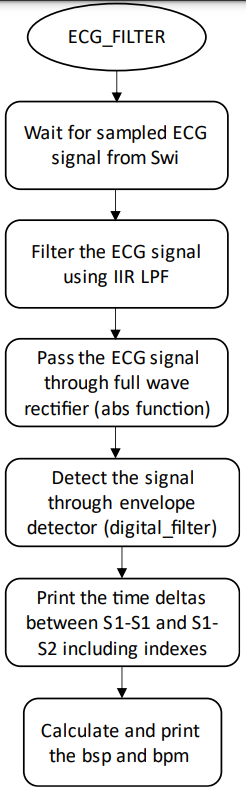 ECG_FILTER
Wait for sampled ECG
signal from Swi
Filter the ECG signal
using IIR LPF
Pass the ECG signal
through full wave
rectifier (abs function)
Detect the signal
through envelope
detector (digital_filter)
Print the time deltas
between S1-S1 and S1-
S2 including indexes
Calculate and print
the bsp and bpm